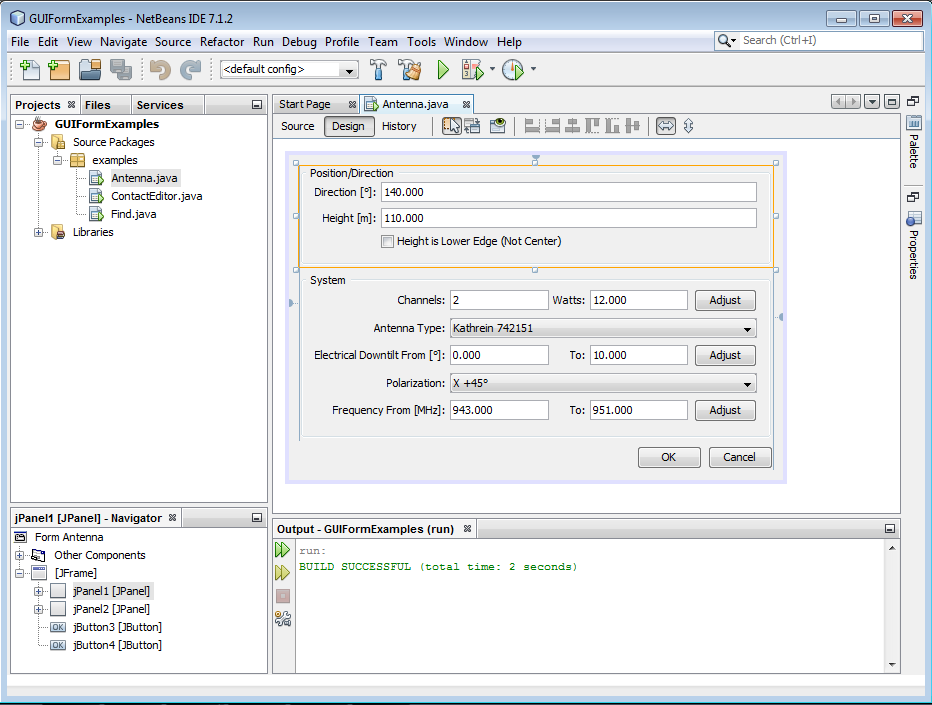 GUIFormExamples - NetBeans IDE 7.1.2
File Edit View Navigate Source Refactor Run Debug Profile Team Tools Window Help
Search (Ctrl+I)
<default config>
Projects Files Services
GUIFormExamples
Source Packages
examples
Antenna.java
ContactEditor.java
Find.java
Libraries
Start Page Antenna.java
Source Design History
Position/Direction
Direction [°]: 140.000
Height [m]: 110.000
Height is Lower Edge (Not Center)
System
Channels: 2 Watts: 12.000 Adjust
Antenna Type: Kathrein 742151
Electrical Downtilt From [°]: 0.000 To: 10.000 Adjust
Polarization: X +45°
Frequency From [MHz]: 943.000 To: 951.000 Adjust
OK Cancel
Palette
Properties
jPanel1 [JPanel] - Navigator
Form Antenna
Other Components
[JFrame]
jPanel1 [JPanel]
jPanel2 [JPanel]
OK jButton3 [JButton]
OK jButton4 [JButton]
Output - GUIFormExamples (run)
run:
BUILD SUCCESSFUL (total time: 2 seconds)